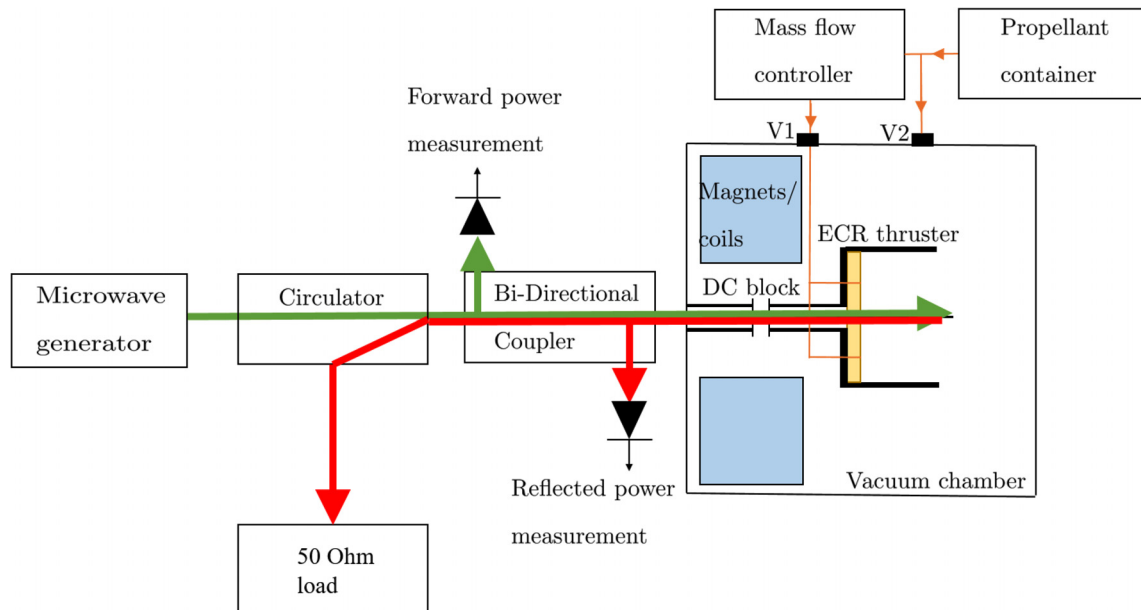 Mass flow
controller
Propellant
container
Forward power
measurement
V1
V2
Magnets/
coils
ECR thruster
Microwave
generator
Circulator
Bi-Directional
Coupler
DC block
Reflected power
measurement
Vacuum chamber
50 Ohm
load